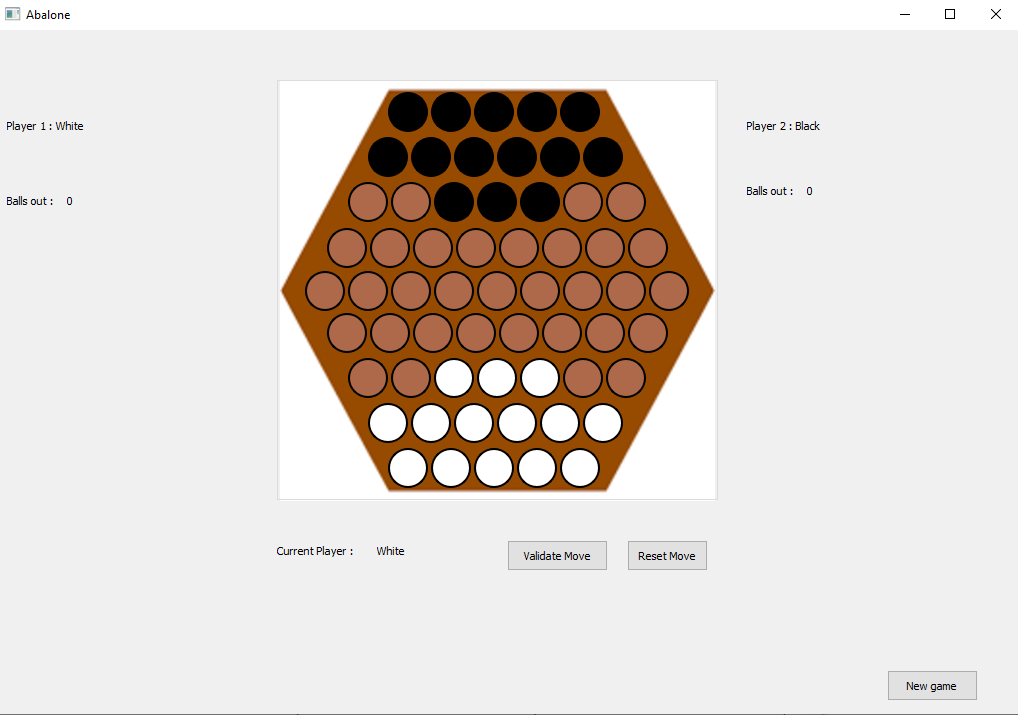 Abalone
Player 1 : White
Player 2 : Black
Balls out : 0
Balls out : 0
Current Player : White
Validate Move
Reset Move
New game